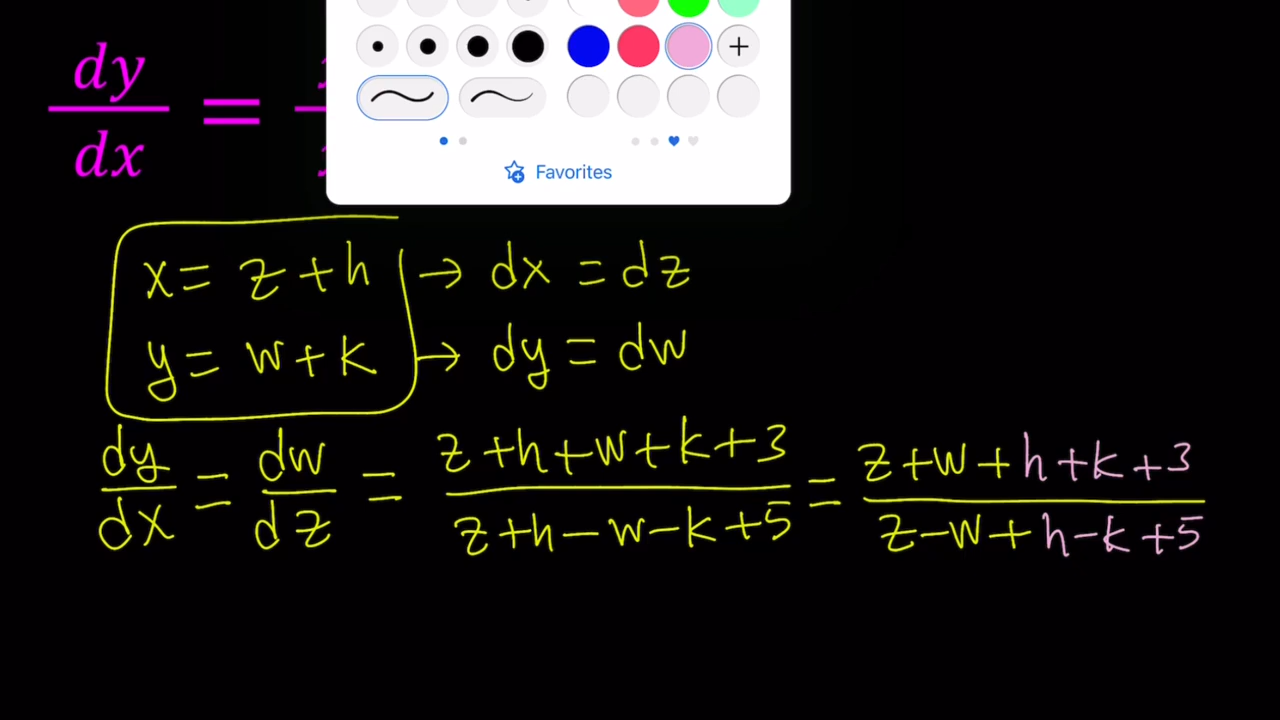 dy/dx =
Favorites
x = z + h → dx = dz
y = w + k → dy = dw
dy/dx = dw/dz = (z+h+w+k+3)/(z+h-w-k+5) = (z+w+h+k+3)/(z-w+h-k+5)